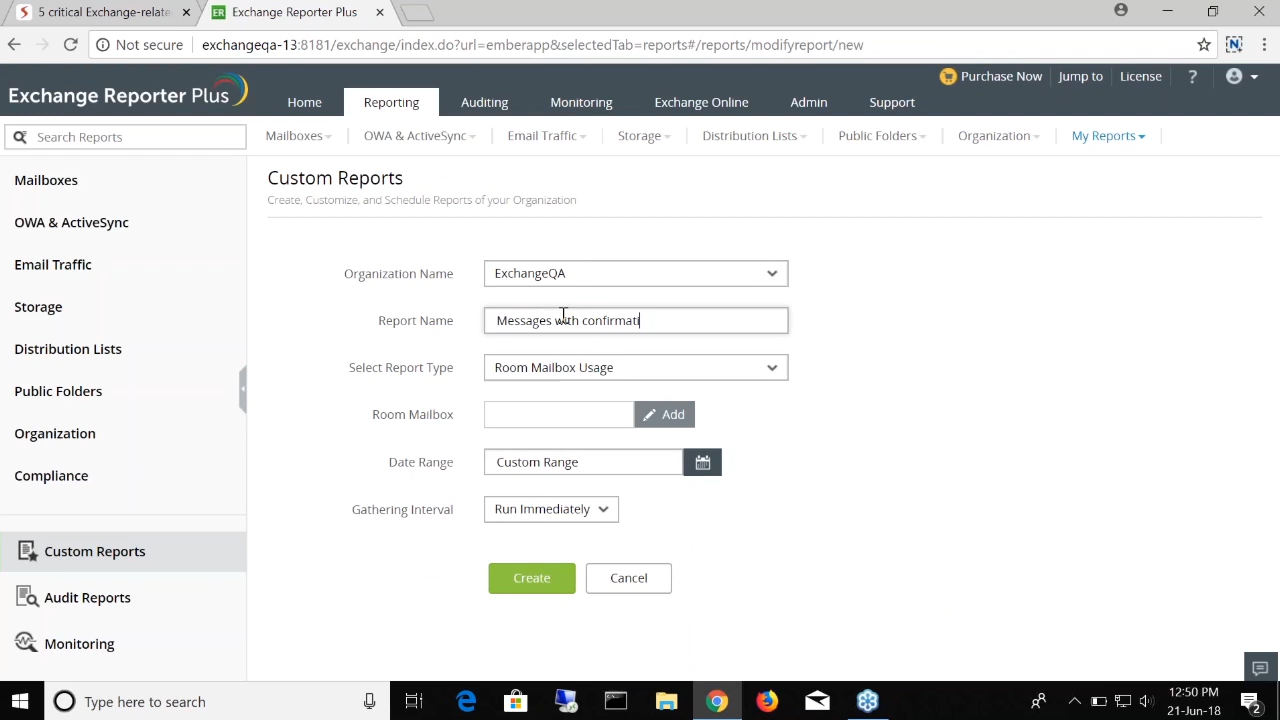 5 critical Exchange-relate
Exchange Reporter Plus
Not secure
exchangeqa-13:8181/exchange/index.do?url=emberapp&selectedTab=reports#/reports/modifyreport/new
Purchase Now
Jump to
License
?
Exchange Reporter Plus
Home
Reporting
Auditing
Monitoring
Exchange Online
Admin
Support
Search Reports
Mailboxes
OWA & ActiveSync
Email Traffic
Storage
Distribution Lists
Public Folders
Organization
My Reports
Mailboxes
OWA & ActiveSync
Email Traffic
Storage
Distribution Lists
Public Folders
Organization
Compliance
Custom Reports
Audit Reports
Monitoring
Custom Reports
Create, Customize, and Schedule Reports of your Organization
Organization Name
ExchangeQA
Report Name
Messages with confirmati
Select Report Type
Room Mailbox Usage
Room Mailbox
Add
Date Range
Custom Range
Gathering Interval
Run Immediately
Create
Cancel
Type here to search
12:50 PM
21-Jun-18
2